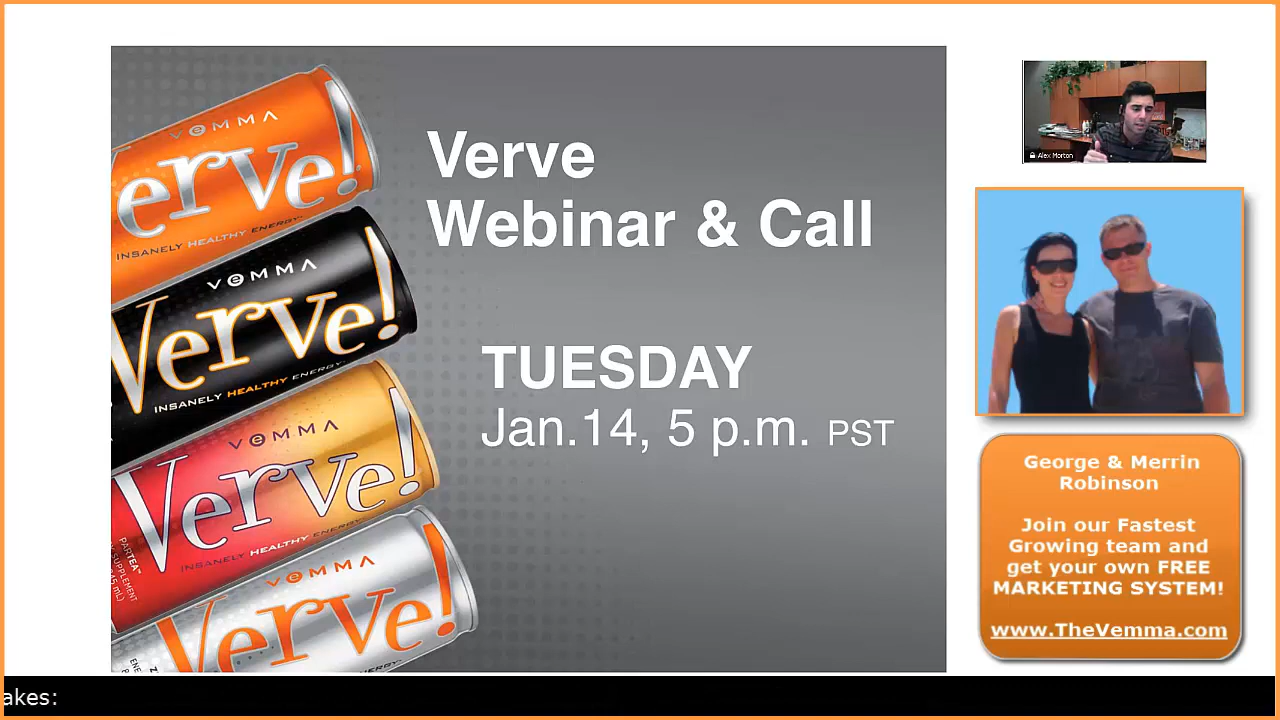 VeMMA
Verve!
INSANELY HEALTHY ENERGY
VeMMA
Verve!
INSANELY HEALTHY ENERGY
VeMMA
Verve!
INSANELY HEALTHY ENERGY
PARTEA™
VeMMA
Verve!
Verve
Webinar & Call
TUESDAY
Jan.14, 5 p.m. PST
Alex Morton
George & Merrin
Robinson
Join our Fastest
Growing team and
get your own FREE
MARKETING SYSTEM!
www.TheVemma.com
akes: